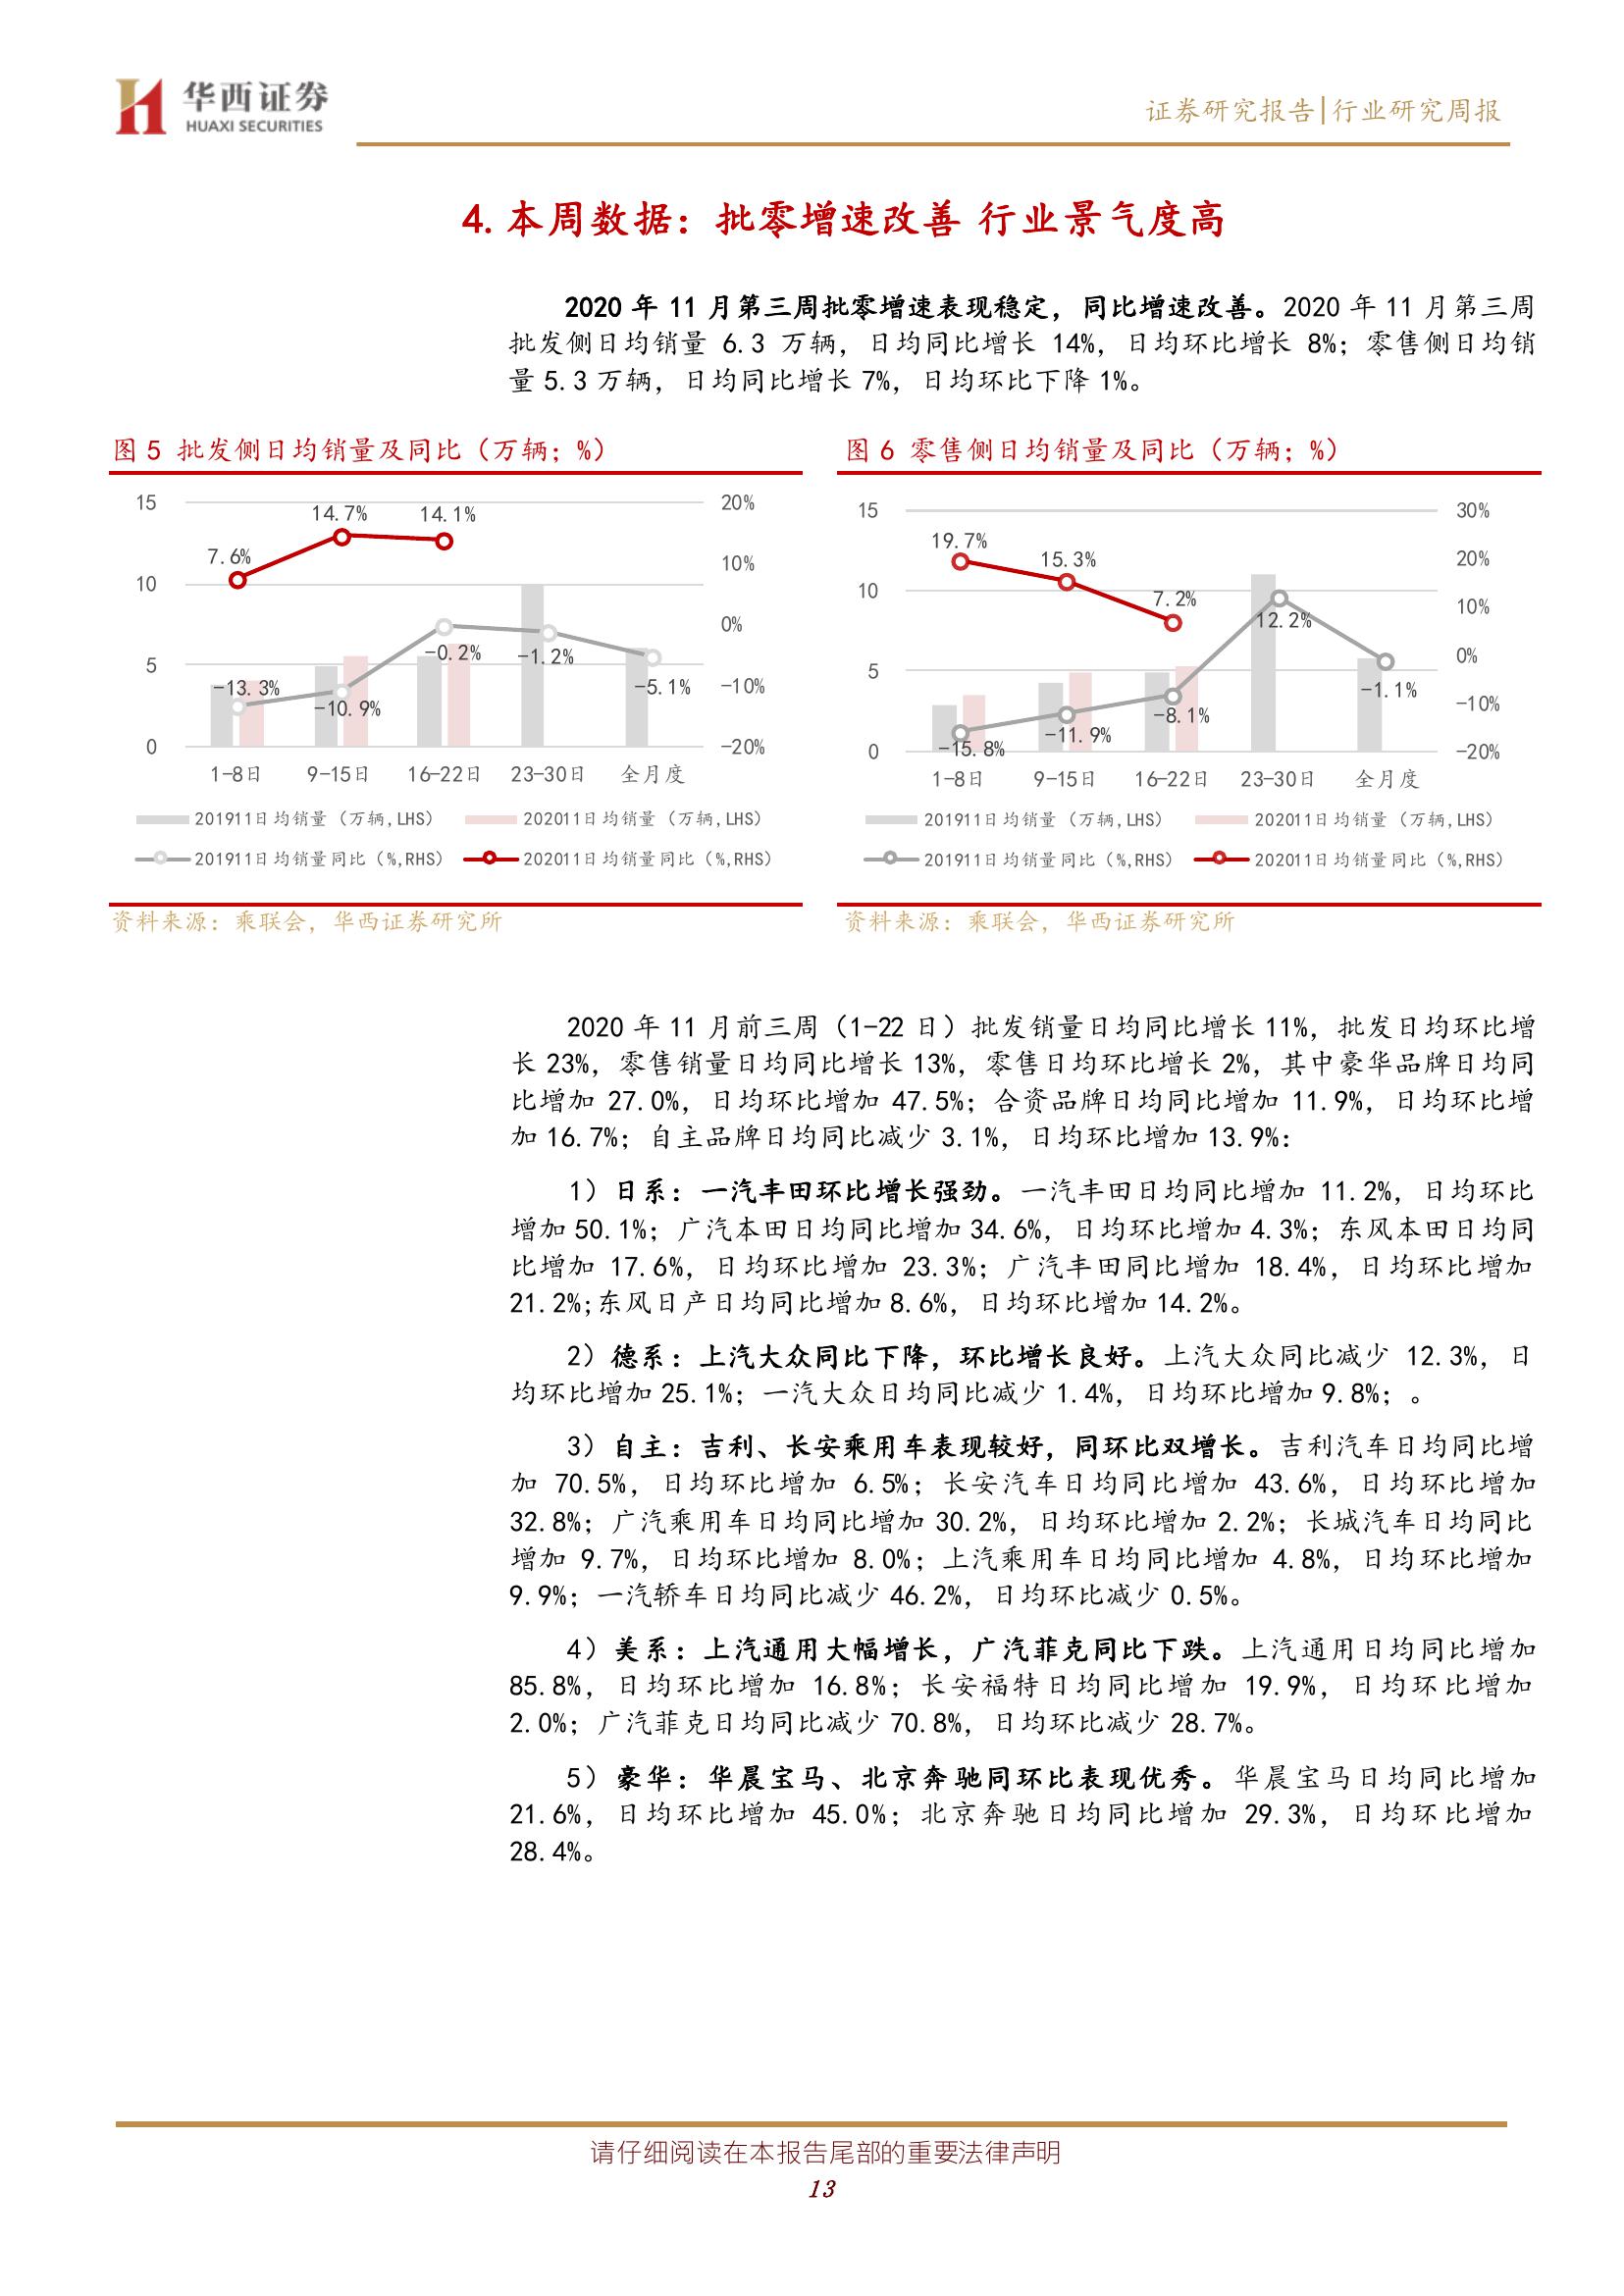 华西证券
HUAXI SECURITIES
证券研究报告|行业研究周报
4. 本周数据：批零增速改善 行业景气度高
2020 年 11 月第三周批零增速表现稳定，同比增速改善。2020 年 11 月第三周
批发侧日均销量 6.3 万辆，日均同比增长 14%，日均环比增长 8%；零售侧日均销
量 5.3 万辆，日均同比增长 7%，日均环比下降 1%。
图 5 批发侧日均销量及同比（万辆；%）
15
10
5
0
20%
10%
0%
-10%
-20%
7.6%
14.7%
14.1%
-13.3%
-10.9%
-0.2%
-1.2%
-5.1%
1-8日 9-15日 16-22日 23-30日 全月度
201911日均销量（万辆,LHS） 202011日均销量（万辆,LHS）
201911日均销量同比（%,RHS） 202011日均销量同比（%,RHS）
资料来源：乘联会，华西证券研究所
图 6 零售侧日均销量及同比（万辆；%）
15
10
5
0
30%
20%
10%
0%
-10%
-20%
19.7%
15.3%
7.2%
-15.8%
-11.9%
-8.1%
12.2%
-1.1%
1-8日 9-15日 16-22日 23-30日 全月度
201911日均销量（万辆,LHS） 202011日均销量（万辆,LHS）
201911日均销量同比（%,RHS） 202011日均销量同比（%,RHS）
资料来源：乘联会，华西证券研究所
2020 年 11 月前三周（1-22 日）批发销量日均同比增长 11%，批发日均环比增
长 23%，零售销量日均同比增长 13%，零售日均环比增长 2%，其中豪华品牌日均同
比增加 27.0%，日均环比增加 47.5%；合资品牌日均同比增加 11.9%，日均环比增
加 16.7%；自主品牌日均同比减少 3.1%，日均环比增加 13.9%：
1）日系：一汽丰田环比增长强劲。一汽丰田日均同比增加 11.2%，日均环比
增加 50.1%；广汽本田日均同比增加 34.6%，日均环比增加 4.3%；东风本田日均同
比增加 17.6%，日均环比增加 23.3%；广汽丰田同比增加 18.4%，日均环比增加
21.2%;东风日产日均同比增加 8.6%，日均环比增加 14.2%。
2）德系：上汽大众同比下降，环比增长良好。上汽大众同比减少 12.3%，日
均环比增加 25.1%；一汽大众日均同比减少 1.4%，日均环比增加 9.8%；。
3）自主：吉利、长安乘用车表现较好，同环比双增长。吉利汽车日均同比增
加 70.5%，日均环比增加 6.5%；长安汽车日均同比增加 43.6%，日均环比增加
32.8%；广汽乘用车日均同比增加 30.2%，日均环比增加 2.2%；长城汽车日均同比
增加 9.7%，日均环比增加 8.0%；上汽乘用车日均同比增加 4.8%，日均环比增加
9.9%；一汽轿车日均同比减少 46.2%，日均环比减少 0.5%。
4）美系：上汽通用大幅增长，广汽菲克同比下跌。上汽通用日均同比增加
85.8%，日均环比增加 16.8%；长安福特日均同比增加 19.9%，日均环比增加
2.0%；广汽菲克日均同比减少 70.8%，日均环比减少 28.7%。
5）豪华：华晨宝马、北京奔驰同环比表现优秀。华晨宝马日均同比增加
21.6%，日均环比增加 45.0%；北京奔驰日均同比增加 29.3%，日均环比增加
28.4%。
请仔细阅读在本报告尾部的重要法律声明
13